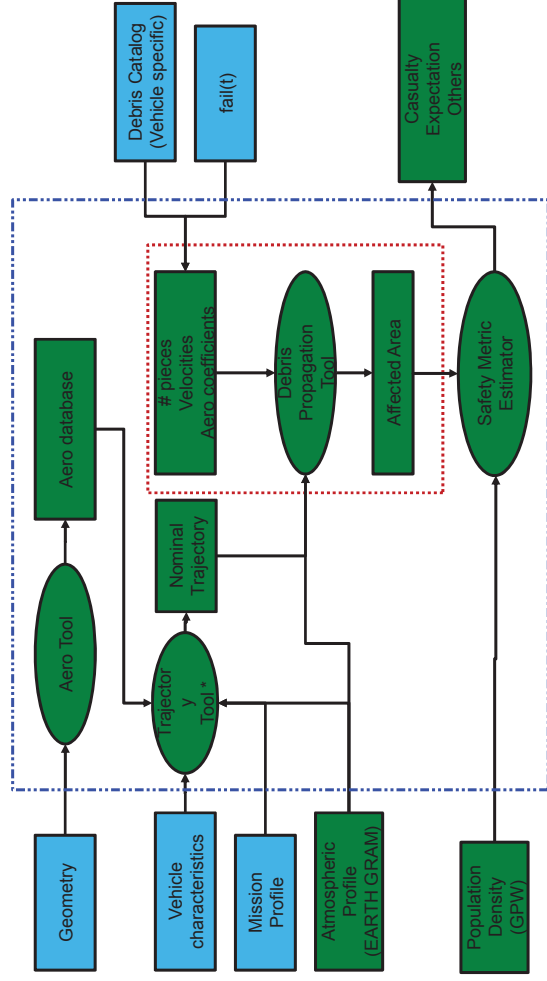 Geometry
Aero Tool
Aero database
Vehicle
characteristics
Mission
Profile
Atmospheric
Profile
(EARTH GRAM)
Population
Density
(GPW)
Trajector
y
Tool *
Nominal
Trajectory
# pieces
Velocities
Aero coefficients
Debris
Propagation
Tool
Affected Area
Safety Metric
Estimator
Debris Catalog
(Vehicle specific)
fail(t)
Casualty
Expectation
Others